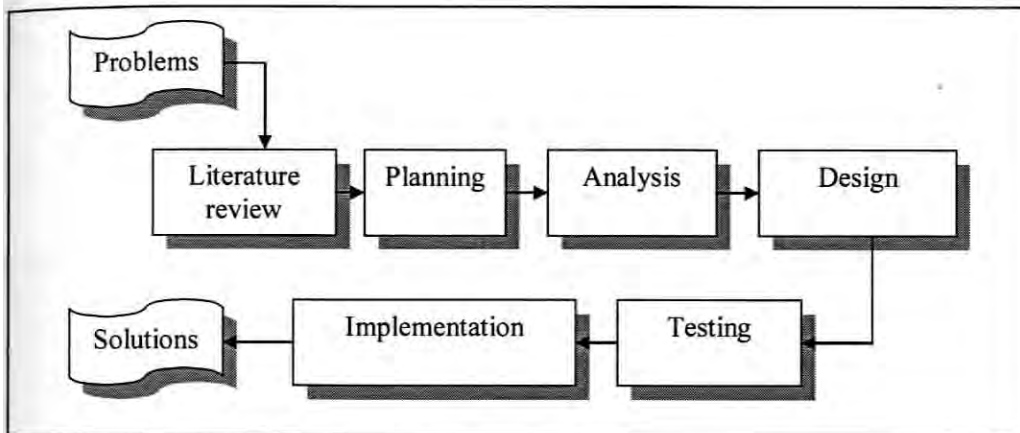 Problems
Literature
review
Planning
Analysis
Design
Solutions
Implementation
Testing